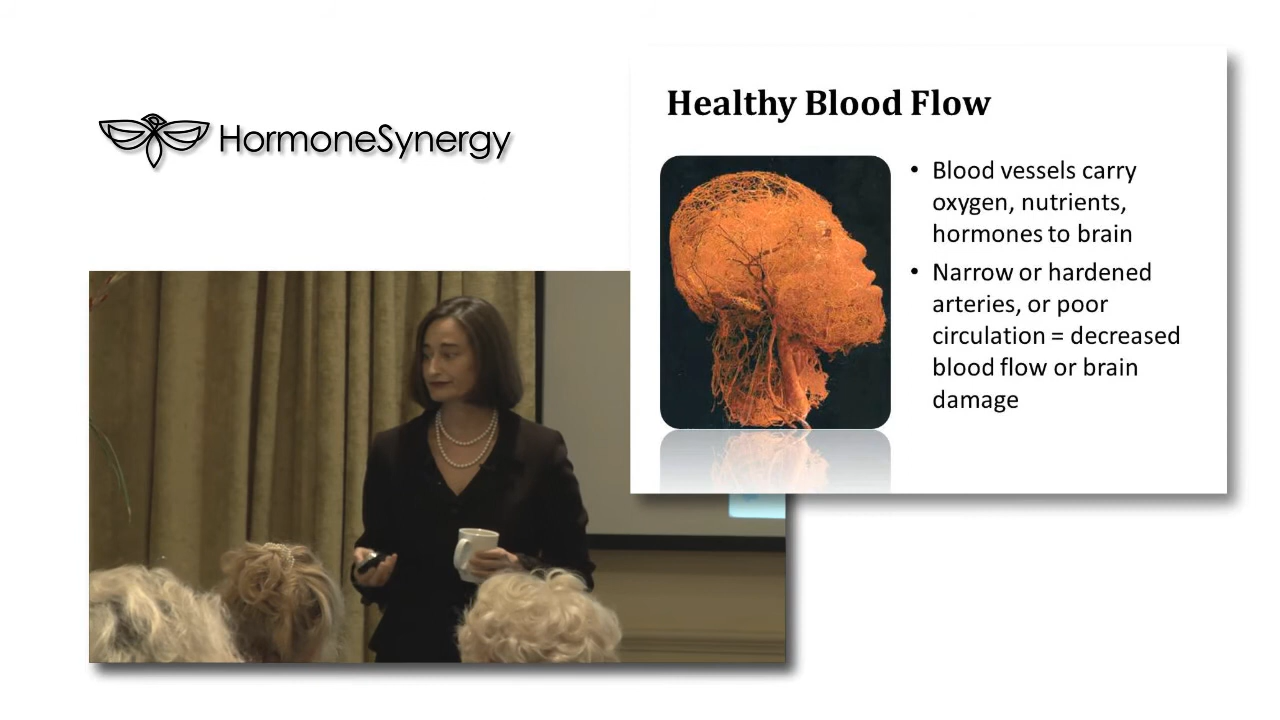 HormoneSynergy
Healthy Blood Flow
• Blood vessels carry
oxygen, nutrients,
hormones to brain
• Narrow or hardened
arteries, or poor
circulation = decreased
blood flow or brain
damage